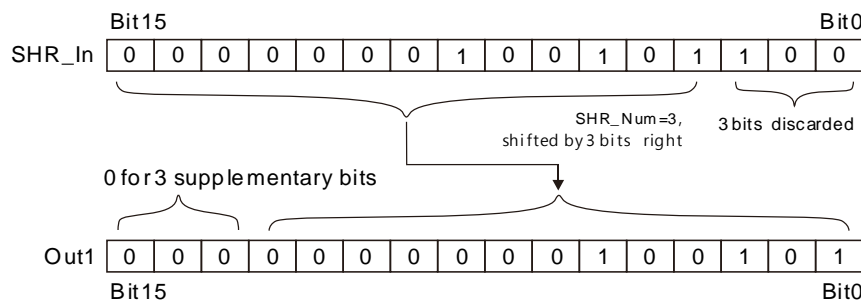 Bit15 Bit0
SHR_In 0 0 0 0 0 0 0 1 0 0 1 0 1 1 0 0
SHR_Num=3,
shifted by 3 bits right
3 bits discarded
0 for 3 supplementary bits
Out1 0 0 0 0 0 0 0 0 0 0 1 0 0 1 0 1
Bit15 Bit0